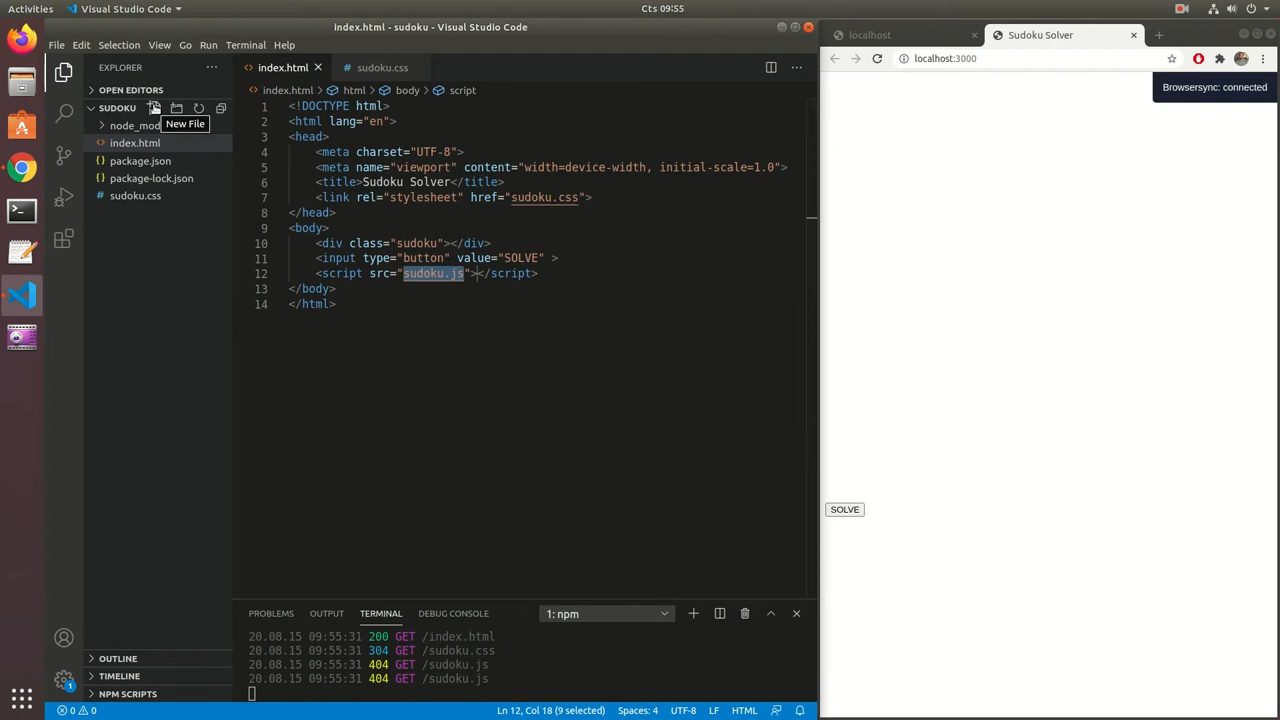 Activities
Visual Studio Code
Cts 09:55
index.html - sudoku - Visual Studio Code
File Edit Selection View Go Run Terminal Help
EXPLORER
OPEN EDITORS
SUDOKU
New File
node_mod
index.html
package.json
package-lock.json
sudoku.css
OUTLINE
TIMELINE
NPM SCRIPTS
1
index.html
sudoku.css
index.html > html > body > script
1 <!DOCTYPE html>
2 <html lang="en">
3 <head>
4 <meta charset="UTF-8">
5 <meta name="viewport" content="width=device-width, initial-scale=1.0">
6 <title>Sudoku Solver</title>
7 <link rel="stylesheet" href="sudoku.css">
8 </head>
9 <body>
10 <div class="sudoku"></div>
11 <input type="button" value="SOLVE" >
12 <script src="sudoku.js"></script>
13 </body>
14 </html>
PROBLEMS OUTPUT TERMINAL DEBUG CONSOLE
1: npm
20.08.15 09:55:31 200 GET /index.html
20.08.15 09:55:31 304 GET /sudoku.css
20.08.15 09:55:31 404 GET /sudoku.js
20.08.15 09:55:31 404 GET /sudoku.js
0 0
Ln 12, Col 18 (9 selected)
Spaces: 4
UTF-8
LF
HTML
localhost
Sudoku Solver
localhost:3000
Browsersync: connected
SOLVE